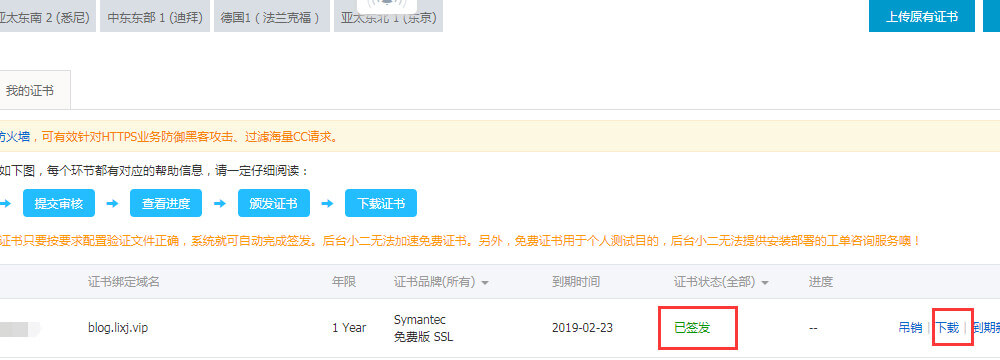 亚太东南 2 (悉尼) 中东东部 1 (迪拜) 德国1（法兰克福） 亚太东北 1 (东京) 上传原有证书
我的证书
防火墙，可有效针对HTTPS业务防御黑客攻击、过滤海量CC请求。
如下图，每个环节都有对应的帮助信息，请一定仔细阅读：
提交审核 查看进度 颁发证书 下载证书
证书只要按要求配置验证文件正确，系统就可自动完成签发。后台小二无法加速免费证书。另外，免费证书用于个人测试目的，后台小二无法提供安装部署的工单咨询服务噢！
证书绑定域名 年限 证书品牌(所有) 到期时间 证书状态(全部) 进度
blog.lixj.vip 1 Year Symantec 2019-02-23 已签发 -- 吊销 | 下载 | 到期
免费版 SSL